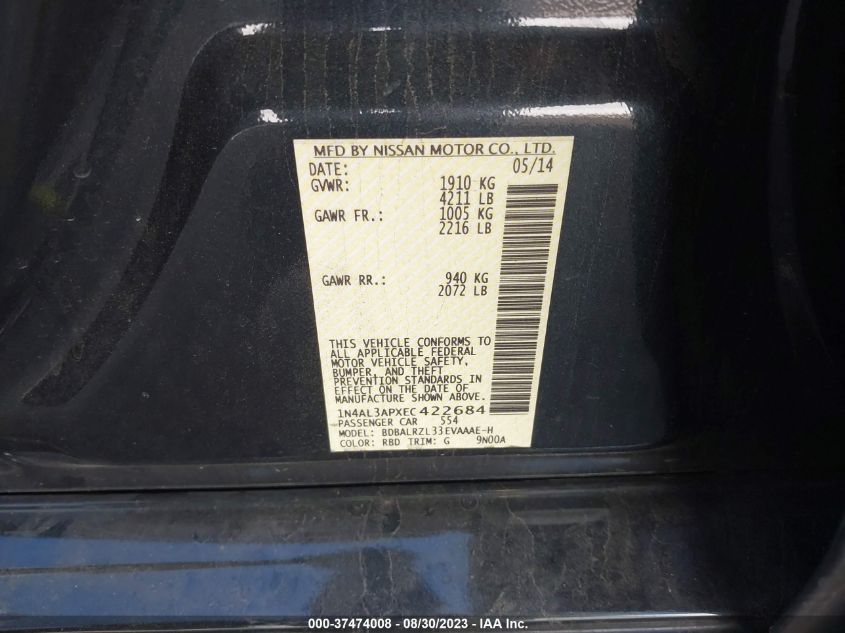 MFD BY NISSAN MOTOR CO., LTD.
DATE: 05/14
GVWR: 1910 KG
4211 LB
GAWR FR.: 1005 KG
2216 LB
GAWR RR.: 940 KG
2072 LB
THIS VEHICLE CONFORMS TO
ALL APPLICABLE FEDERAL
MOTOR VEHICLE SAFETY,
BUMPER, AND THEFT
PREVENTION STANDARDS IN
EFFECT ON THE DATE OF
MANUFACTURE SHOWN ABOVE.
1N4AL3APXEC422684
PASSENGER CAR 554
MODEL: BDBALRZL33EVAAAE-H
COLOR: RBD TRIM: G 9N00A
000-37474008 - 08/30/2023 - IAA Inc.